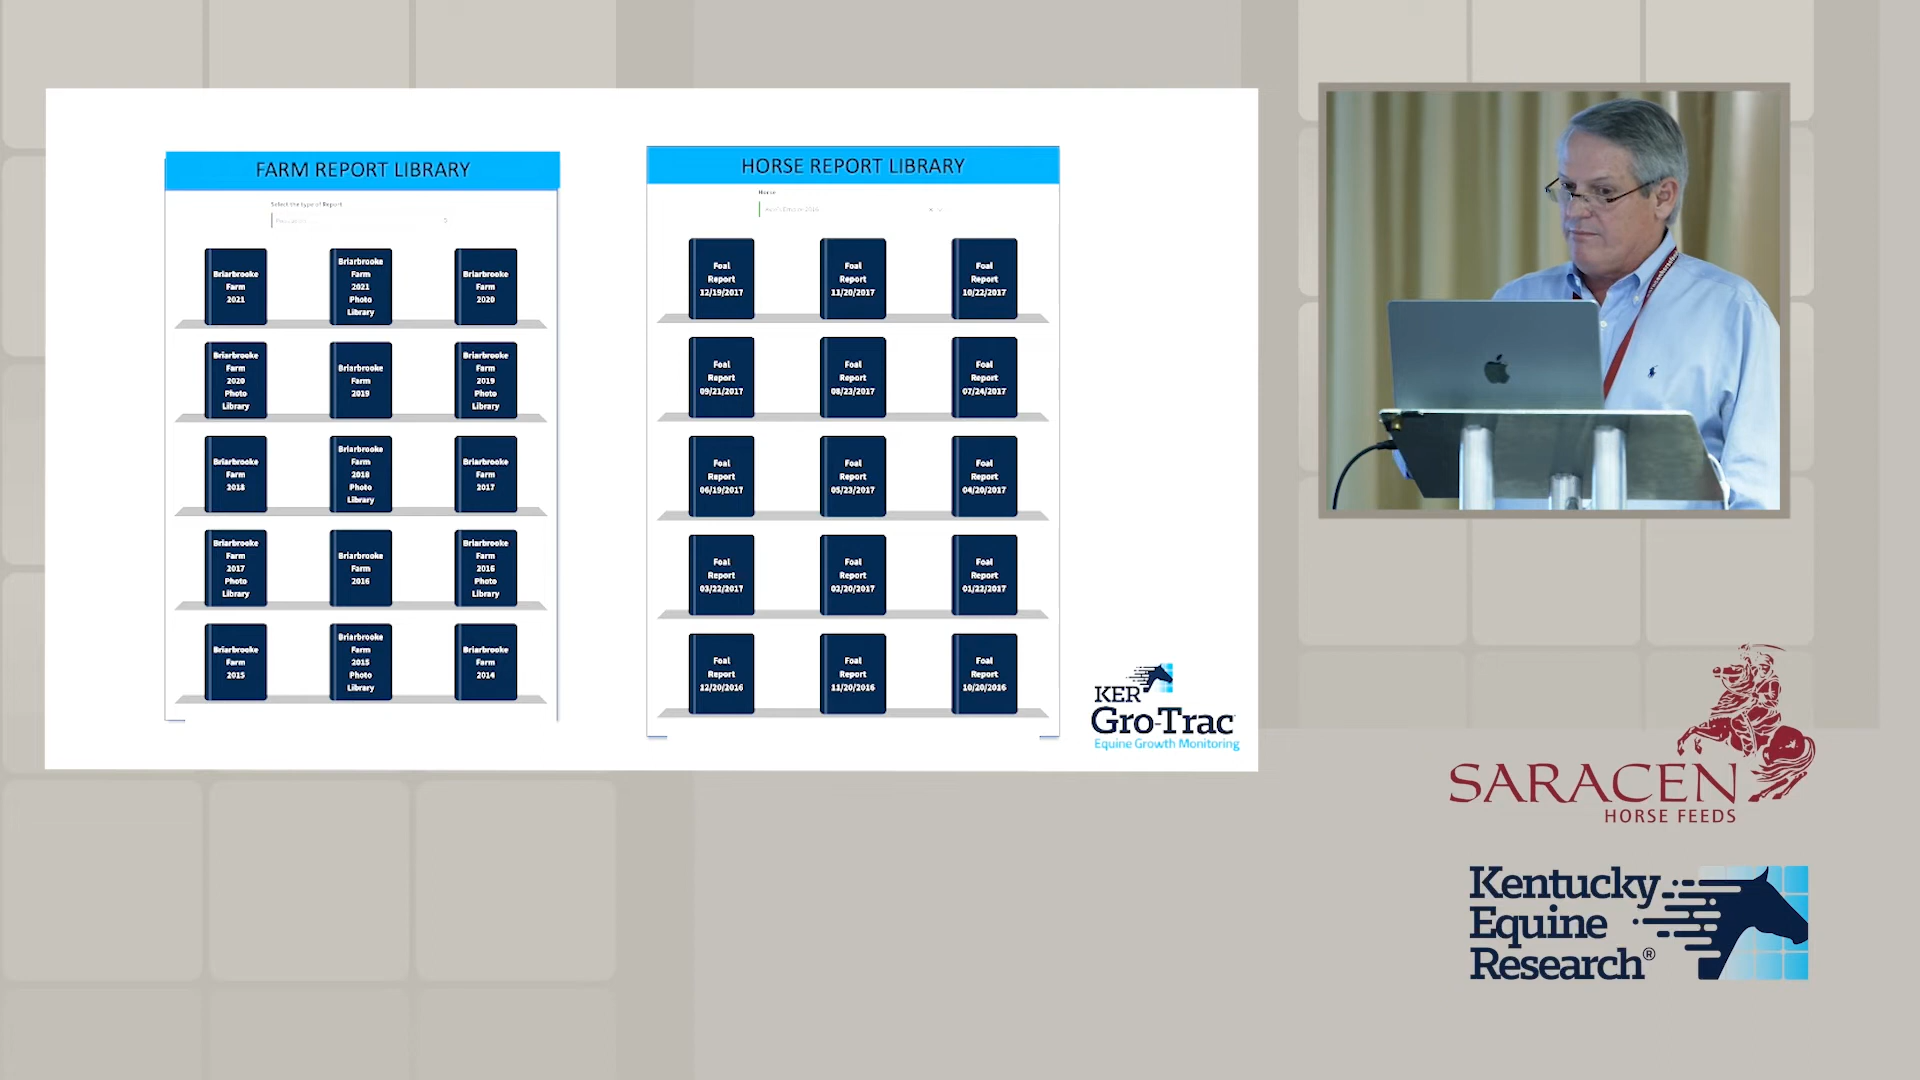 FARM REPORT LIBRARY
Select the type of Report
Briarbrooke
Farm
2021
Briarbrooke
Farm
2021
Photo
Library
Briarbrooke
Farm
2020
Briarbrooke
Farm
2020
Photo
Library
Briarbrooke
Farm
2019
Briarbrooke
Farm
2019
Photo
Library
Briarbrooke
Farm
2018
Briarbrooke
Farm
2018
Photo
Library
Briarbrooke
Farm
2017
Briarbrooke
Farm
2017
Photo
Library
Briarbrooke
Farm
2016
Briarbrooke
Farm
2016
Photo
Library
Briarbrooke
Farm
2015
Briarbrooke
Farm
2015
Photo
Library
Briarbrooke
Farm
2014
HORSE REPORT LIBRARY
Horse
Foal
Report
12/19/2017
Foal
Report
11/20/2017
Foal
Report
10/22/2017
Foal
Report
09/21/2017
Foal
Report
08/23/2017
Foal
Report
07/24/2017
Foal
Report
06/19/2017
Foal
Report
05/23/2017
Foal
Report
04/20/2017
Foal
Report
03/22/2017
Foal
Report
02/20/2017
Foal
Report
01/22/2017
Foal
Report
12/20/2016
Foal
Report
11/20/2016
Foal
Report
10/20/2016
KER
Gro-Trac
Equine Growth Monitoring
SARACEN
HORSE FEEDS
Kentucky
Equine
Research®